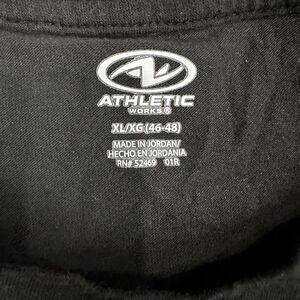 ATHLETIC
WORKS®
XL/XG (46-48)
MADE IN JORDAN/
HECHO EN JORDANIA
RN# 52469 01R